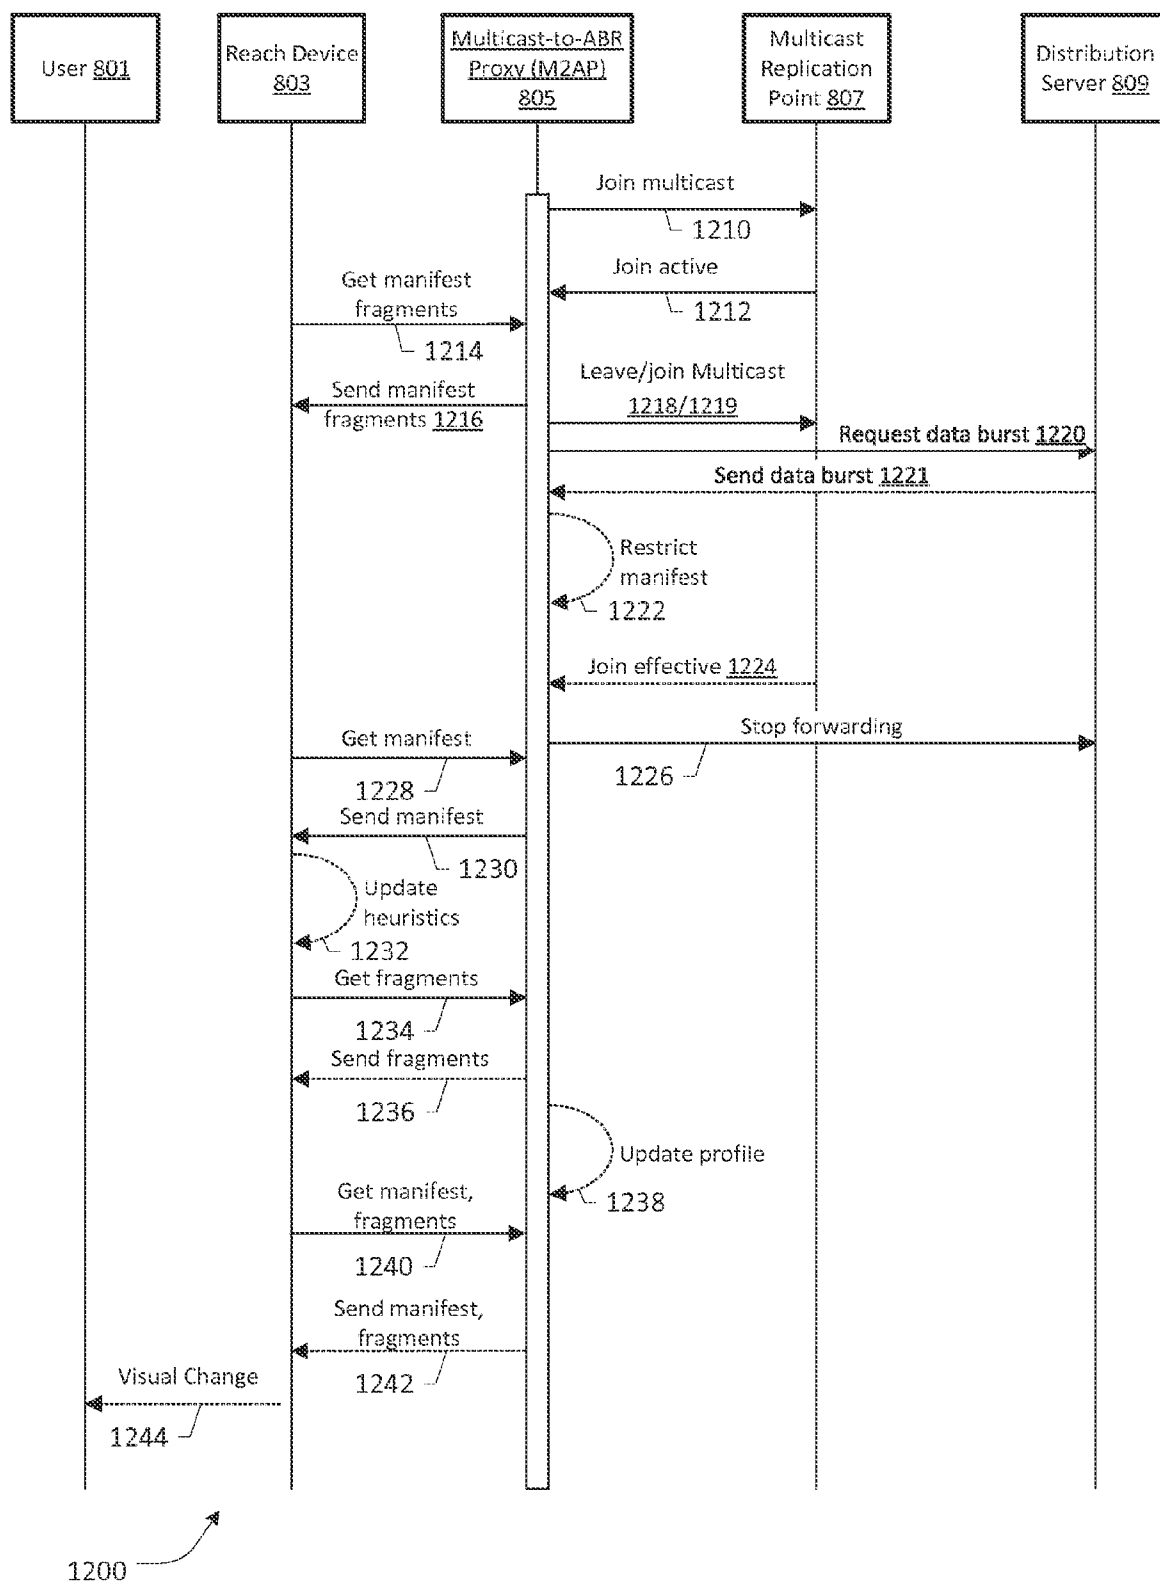 User 801
Reach Device
803
Multicast-to-ABR
Proxy (M2AP)
805
Multicast
Replication
Point 807
Distribution
Server 809
Join multicast
1210
Join active
1212
Get manifest
fragments
1214
Leave/join Multicast
1218/1219
Send manifest
fragments 1216
Request data burst 1220
Send data burst 1221
Restrict
manifest
1222
Join effective 1224
Stop forwarding
1226
Get manifest
1228
Send manifest
1230
Update
heuristics
1232
Get fragments
1234
Send fragments
1236
Update profile
1238
Get manifest,
fragments
1240
Send manifest,
fragments
1242
Visual Change
1244
1200